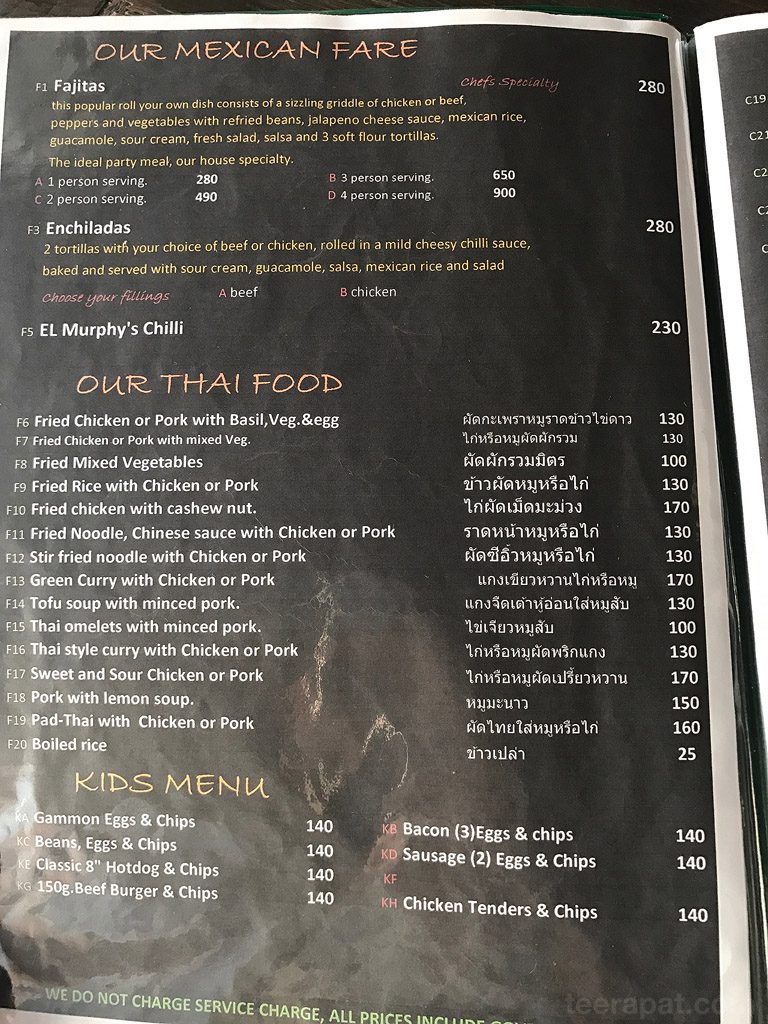 OUR MEXICAN FARE
F1 Fajitas Chefs Specialty 280
this popular roll your own dish consists of a sizzling griddle of chicken or beef,
peppers and vegetables with refried beans, jalapeno cheese sauce, mexican rice,
guacamole, sour cream, fresh salad, salsa and 3 soft flour tortillas.
The ideal party meal, our house specialty.
A 1 person serving. 280 B 3 person serving. 650
C 2 person serving. 490 D 4 person serving. 900
F3 Enchiladas 280
2 tortillas with your choice of beef or chicken, rolled in a mild cheesy chilli sauce,
baked and served with sour cream, guacamole, salsa, mexican rice and salad
Choose your fillings A beef B chicken
F5 EL Murphy's Chilli 230
OUR THAI FOOD
F6 Fried Chicken or Pork with Basil,Veg.&egg ผัดกะเพราหมูราดข้าวไข่ดาว 130
F7 Fried Chicken or Pork with mixed Veg. ไก่หรือหมูผัดผักรวม 130
F8 Fried Mixed Vegetables ผัดผักรวมมิตร 100
F9 Fried Rice with Chicken or Pork ข้าวผัดหมูหรือไก่ 130
F10 Fried chicken with cashew nut. ไก่ผัดเม็ดมะม่วง 170
F11 Fried Noodle, Chinese sauce with Chicken or Pork ราดหน้าหมูหรือไก่ 130
F12 Stir fried noodle with Chicken or Pork ผัดซีอิ้วหมูหรือไก่ 130
F13 Green Curry with Chicken or Pork แกงเขียวหวานไก่หรือหมู 170
F14 Tofu soup with minced pork. แกงจืดเต้าหู้อ่อนใส่หมูสับ 130
F15 Thai omelets with minced pork. ไข่เจียวหมูสับ 100
F16 Thai style curry with Chicken or Pork ไก่หรือหมูผัดพริกแกง 130
F17 Sweet and Sour Chicken or Pork ไก่หรือหมูผัดเปรี้ยวหวาน 170
F18 Pork with lemon soup. หมูมะนาว 150
F19 Pad-Thai with Chicken or Pork ผัดไทยใส่หมูหรือไก่ 160
F20 Boiled rice ข้าวเปล่า 25
KIDS MENU
KA Gammon Eggs & Chips 140 KB Bacon (3)Eggs & chips 140
KC Beans, Eggs & Chips 140 KD Sausage (2) Eggs & Chips 140
KE Classic 8" Hotdog & Chips 140 KF
KG 150g.Beef Burger & Chips 140 KH Chicken Tenders & Chips 140
WE DO NOT CHARGE SERVICE CHARGE, ALL PRICES INCLUDE
C19
C21